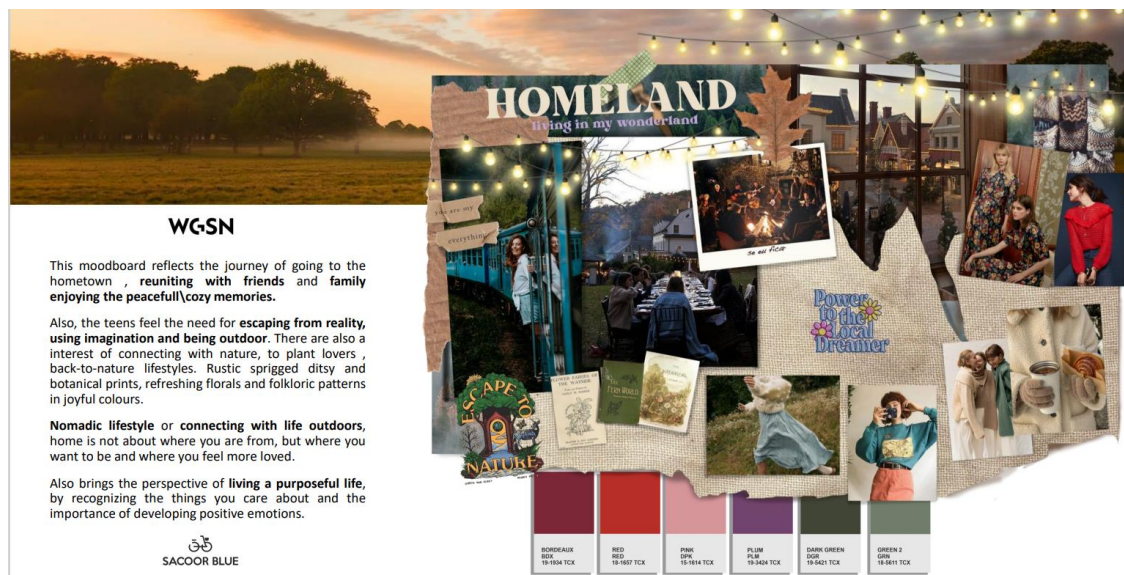 HOMELAND
living in my wonderland
you are my
everything
WGSN
This moodboard reflects the journey of going to the
hometown , reuniting with friends and family
enjoying the peacefull\cozy memories.
Also, the teens feel the need for escaping from reality,
using imagination and being outdoor. There are also a
interest of connecting with nature, to plant lovers ,
back-to-nature lifestyles. Rustic sprigged ditsy and
botanical prints, refreshing florals and folkloric patterns
in joyful colours.
Nomadic lifestyle or connecting with life outdoors,
home is not about where you are from, but where you
want to be and where you feel more loved.
Also brings the perspective of living a purposeful life,
by recognizing the things you care about and the
importance of developing positive emotions.
SACOOR BLUE
Power
to the
Local
Dreamer
ESCAPE TO
NATURE
FLOWER FAIRIES OF
THE WAYSIDE
FERN WORLD
BORDEAUX
BDX
19-1934 TCX
RED
RED
18-1657 TCX
PINK
DPK
15-1614 TCX
PLUM
PLM
19-3424 TCX
DARK GREEN
DGR
19-5421 TCX
GREEN 2
GRN
18-5611 TCX